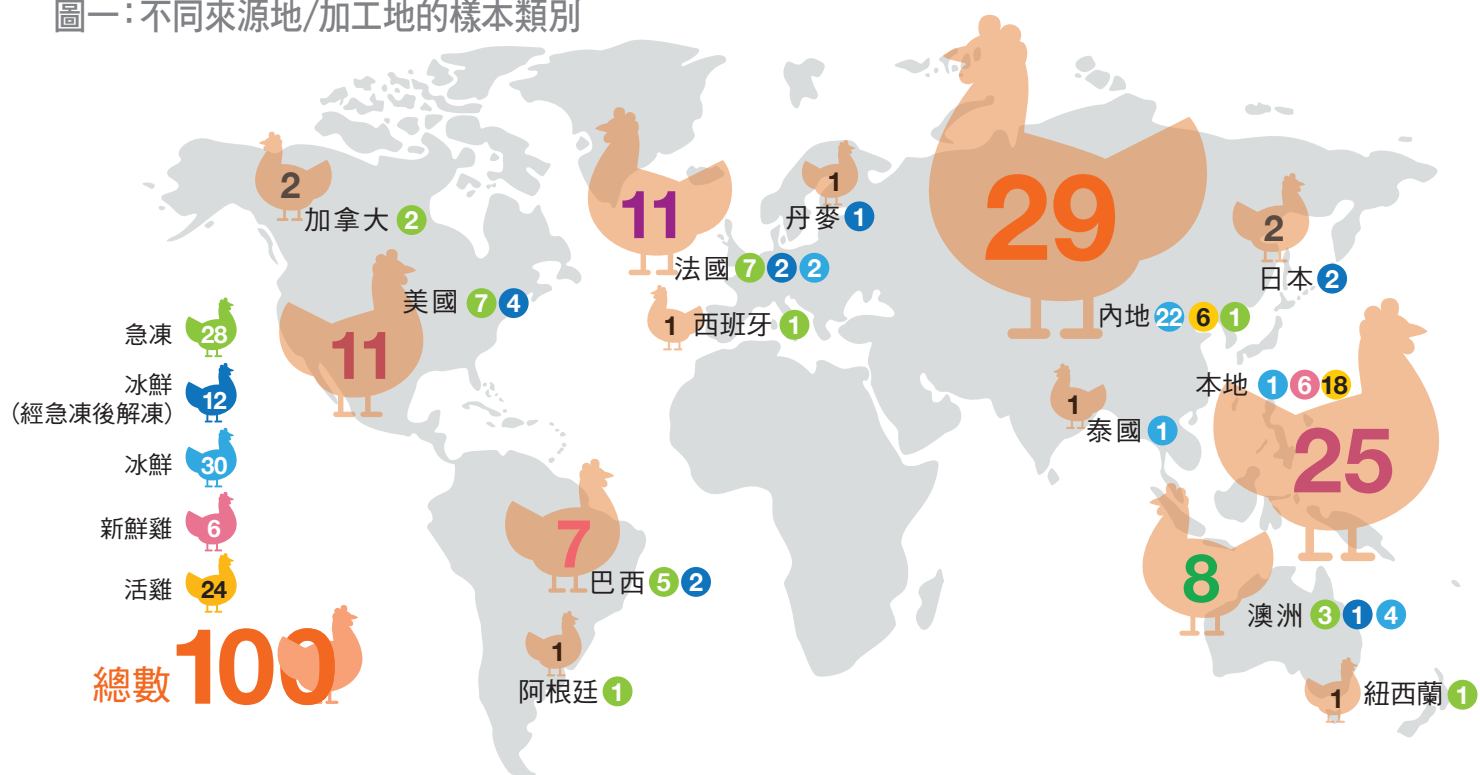 圖一：不同來源地/加工地的樣本類別
2
加拿大 2
11
美國 7 4
11
法國 7 2 2
1
丹麥 1
1 西班牙 1
29
內地 22 6 1
2
日本 2
本地 1 6 18
25
1
泰國 1
急凍 28
冰鮮
（經急凍後解凍） 12
冰鮮 30
新鮮雞 6
活雞 24
總數 100
7
巴西 5 2
1
阿根廷 1
8
澳洲 3 1 4
1 紐西蘭 1